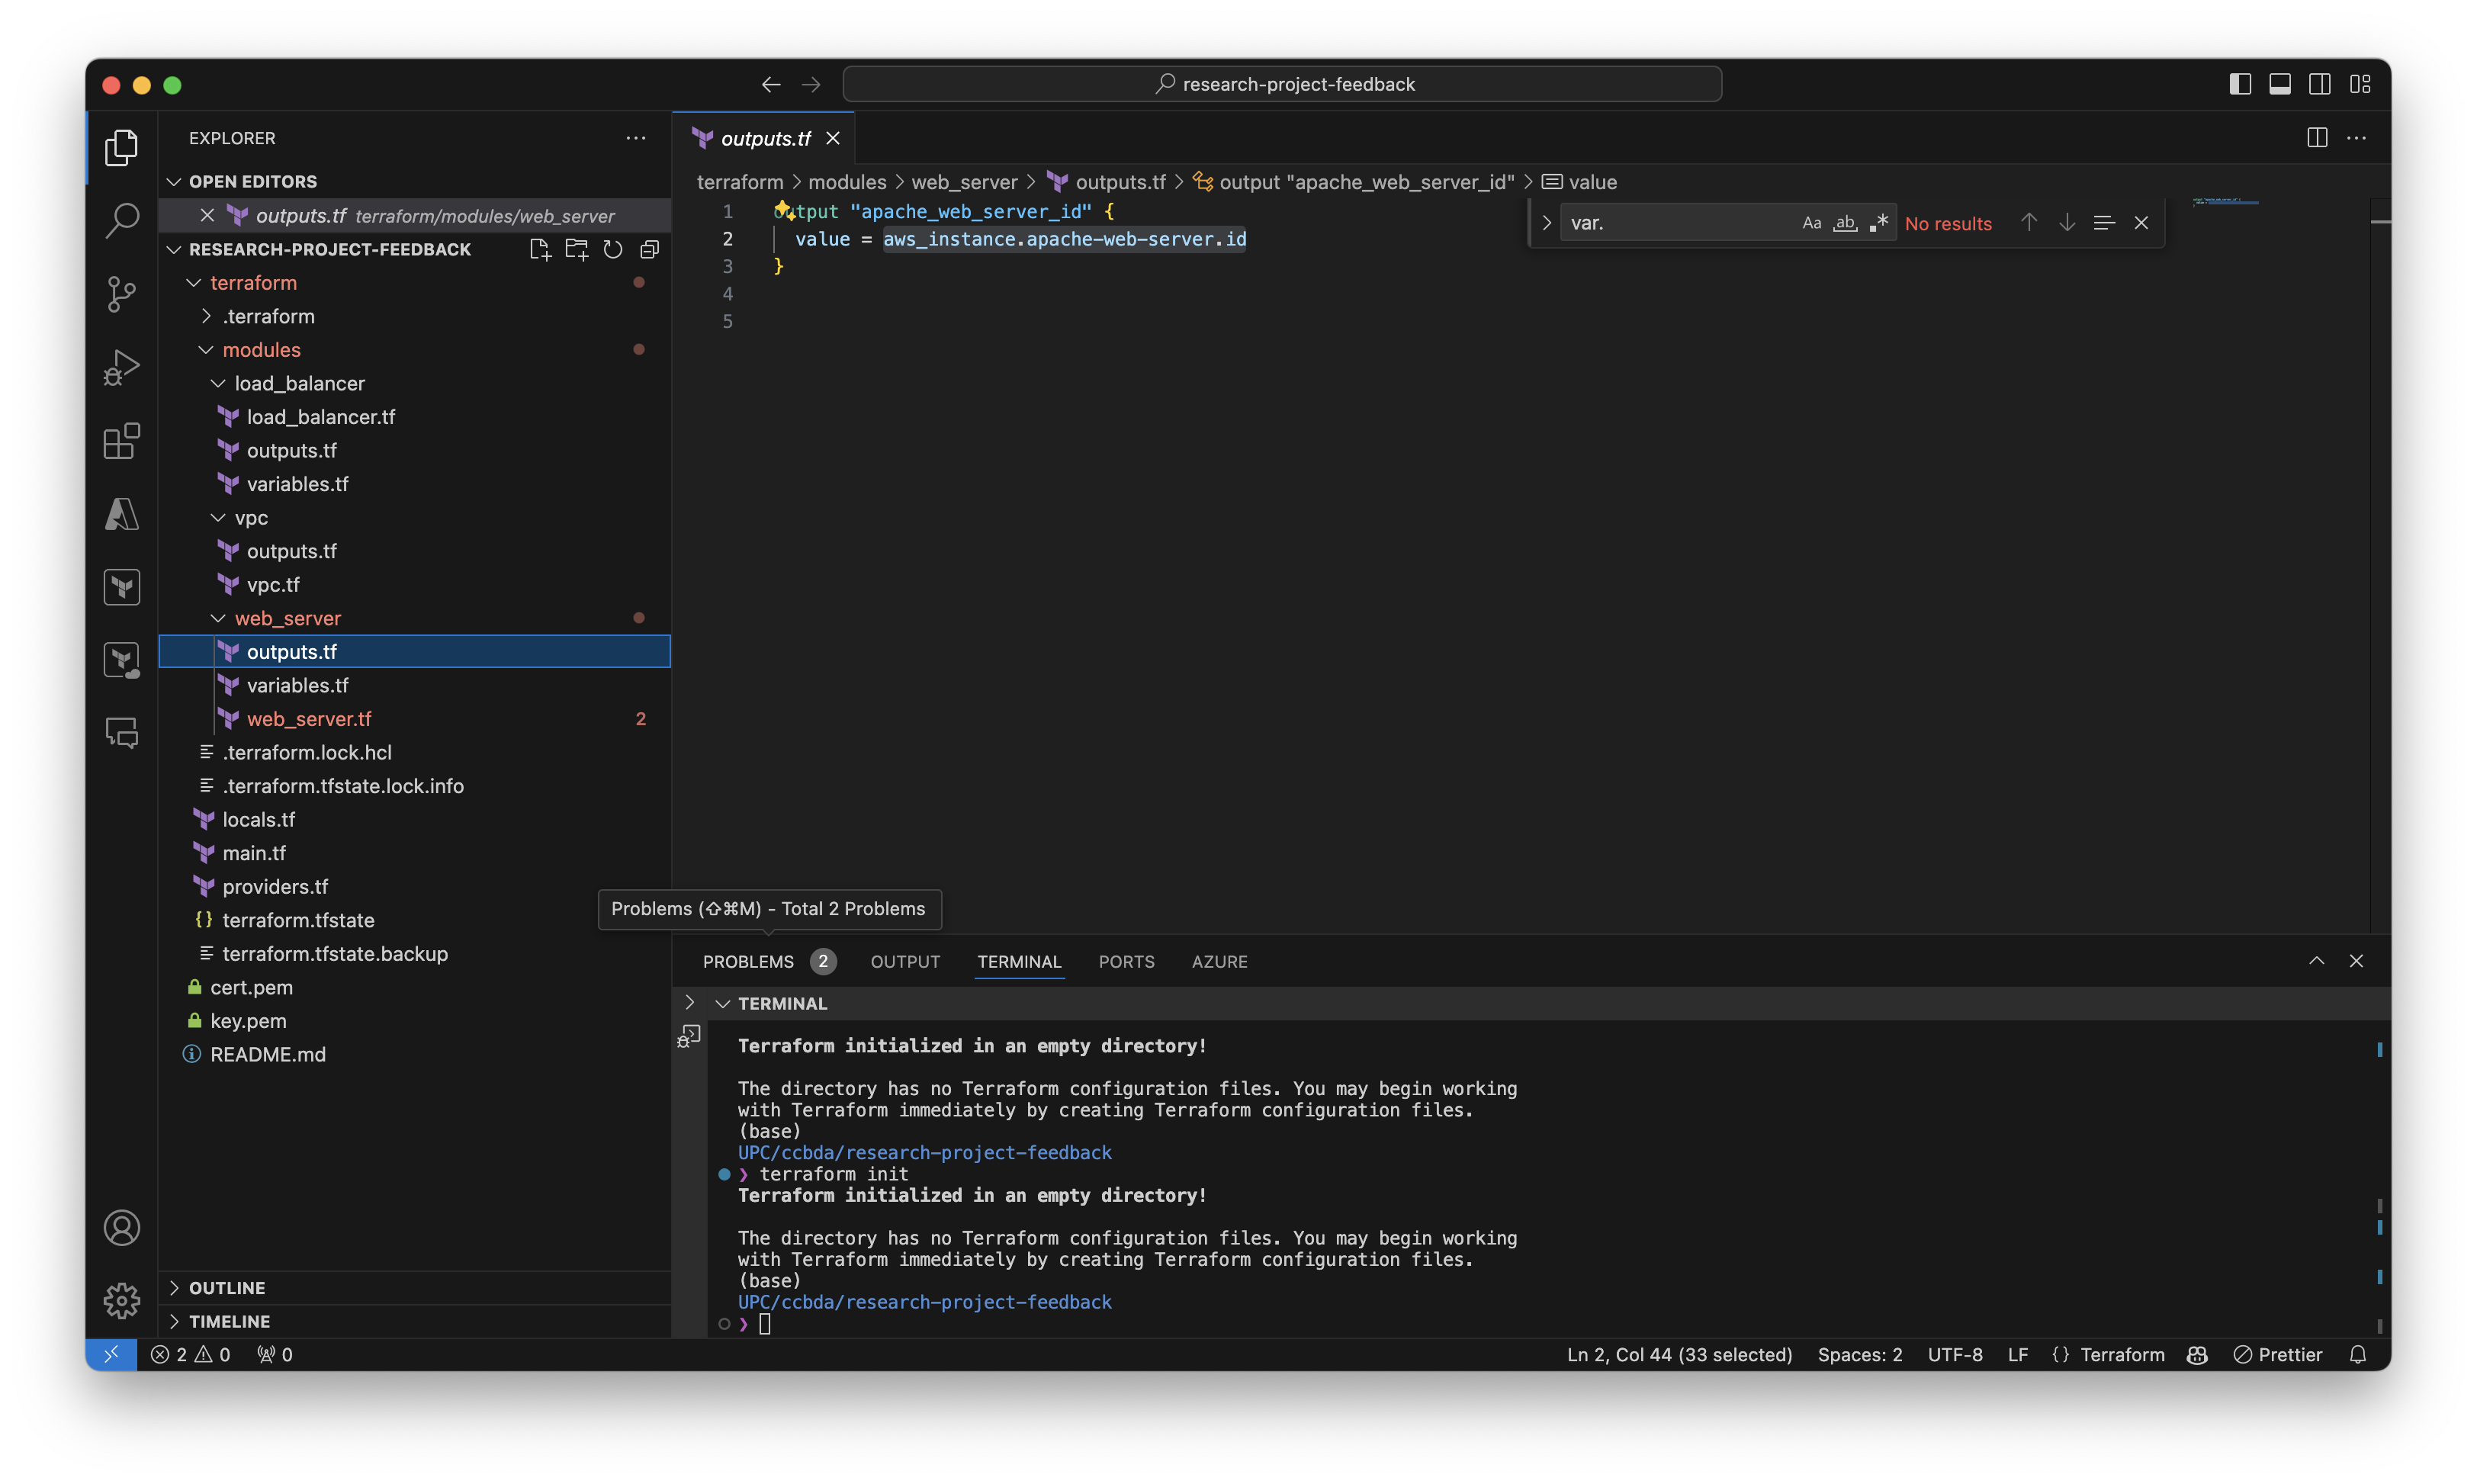 research-project-feedback
EXPLORER
OPEN EDITORS
outputs.tf terraform/modules/web_server
RESEARCH-PROJECT-FEEDBACK
terraform
.terraform
modules
load_balancer
load_balancer.tf
outputs.tf
variables.tf
vpc
outputs.tf
vpc.tf
web_server
outputs.tf
variables.tf
web_server.tf 2
.terraform.lock.hcl
.terraform.tfstate.lock.info
locals.tf
main.tf
providers.tf
{} terraform.tfstate
terraform.tfstate.backup
cert.pem
key.pem
README.md
OUTLINE
TIMELINE
outputs.tf
terraform > modules > web_server > outputs.tf > output "apache_web_server_id" > value
1 output "apache_web_server_id" {
2 value = aws_instance.apache-web-server.id
3 }
4
5
var. Aa ab .* No results
Problems (⇧⌘M) - Total 2 Problems
PROBLEMS 2 OUTPUT TERMINAL PORTS AZURE
TERMINAL
Terraform initialized in an empty directory!
The directory has no Terraform configuration files. You may begin working
with Terraform immediately by creating Terraform configuration files.
(base)
UPC/ccbda/research-project-feedback
❯ terraform init
Terraform initialized in an empty directory!
The directory has no Terraform configuration files. You may begin working
with Terraform immediately by creating Terraform configuration files.
(base)
UPC/ccbda/research-project-feedback
❯
2 0 0 Ln 2, Col 44 (33 selected) Spaces: 2 UTF-8 LF {} Terraform Prettier